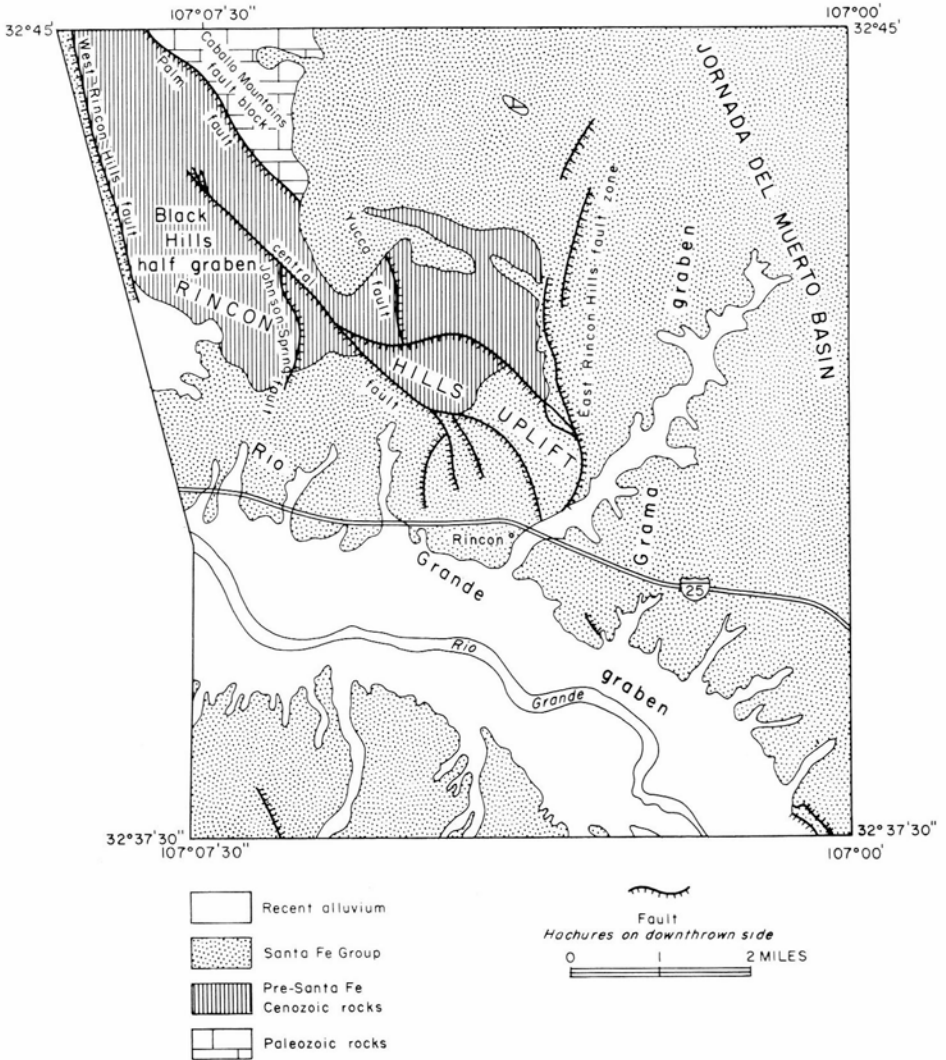 107°07'30"
107°00'
32°45'
32°45'
West Rincon Hills fault
Palm fault
Caballo Mountains
fault block
JORNADA DEL MUERTO BASIN
Black
Hills
half graben
central
fault
Yucca
fault
Johnson Spring fault
East Rincon Hills fault zone
RINCON
HILLS
UPLIFT
graben
Grama
Rio
Grande
graben
Rincon
25
Rio
Grande
32°37'30"
107°07'30"
32°37'30"
107°00'
Recent alluvium
Santa Fe Group
Pre-Santa Fe
Cenozoic rocks
Paleozoic rocks
Fault
Hachures on downthrown side
0 1 2 MILES